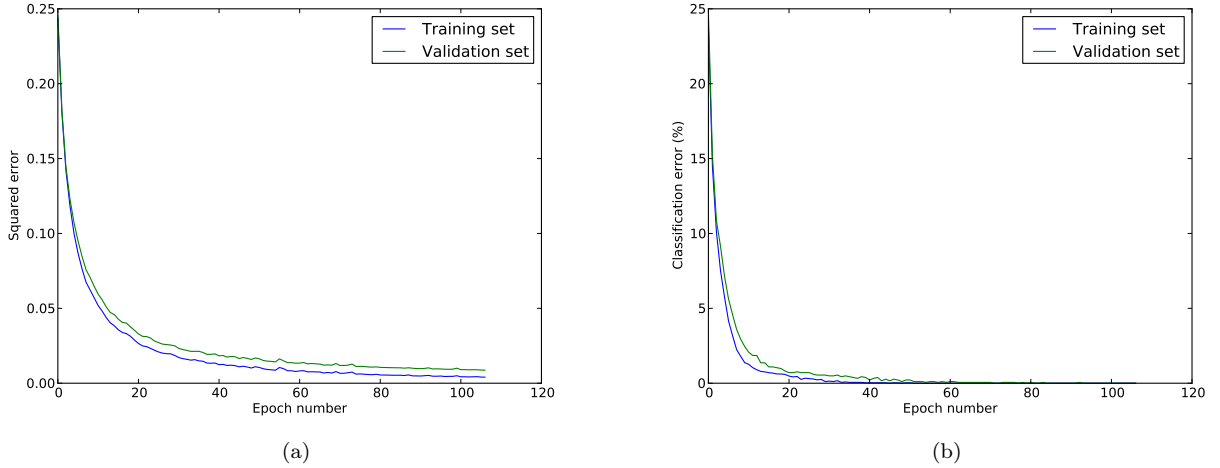 0.25
0.20
0.15
0.10
0.05
0.00
Squared error
0 20 40 60 80 100 120
Epoch number
Training set
Validation set
(a)
25
20
15
10
5
0
Classification error (%)
0 20 40 60 80 100 120
Epoch number
Training set
Validation set
(b)